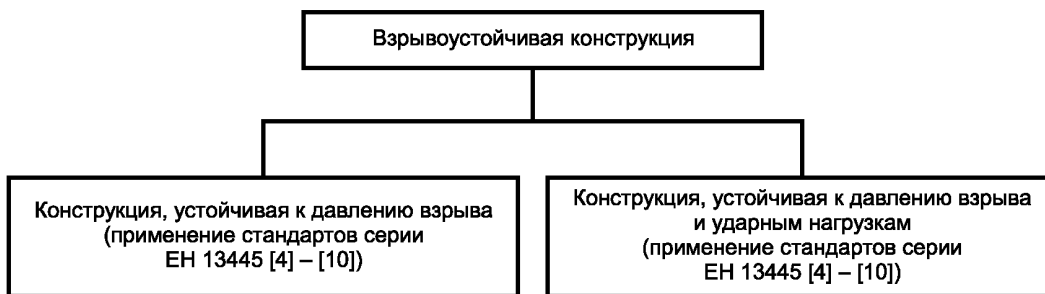 Взрывоустойчивая конструкция
Конструкция, устойчивая к давлению взрыва
(применение стандартов серии
ЕН 13445 [4] – [10])
Конструкция, устойчивая к давлению взрыва
и ударным нагрузкам
(применение стандартов серии
ЕН 13445 [4] – [10])